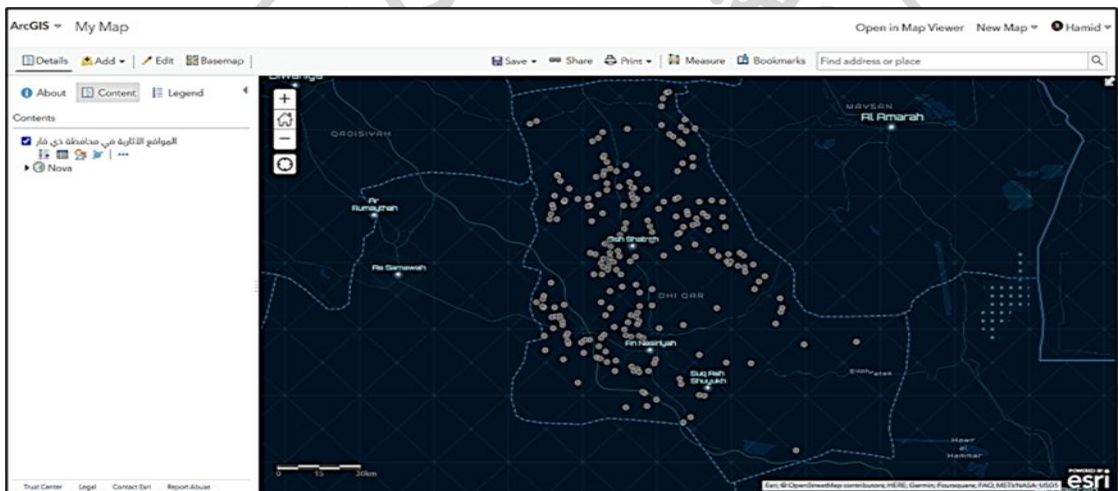 ArcGIS My Map
Open in Map Viewer New Map Hamid
Details Add Edit Basemap
Save Share Print Measure Bookmarks Find address or place
About Content Legend
Contents
المواقع الاثارية في محافظة ذي قار
Nova
QADISIYAH
MAYSAN
Al Amarah
Ar
Rumaythah
As Samawah
Ash Shatrah
DHI QAR
An Nasiriyah
Suq Ash
Shuyukh
Hawr
al
Hammar
15 30km
Trust Center Legal Contact Esri Report Abuse
Esri, © OpenStreetMap contributors, HERE, Garmin, Foursquare, FAO, METI/NASA, USGS
POWERED BY
esri